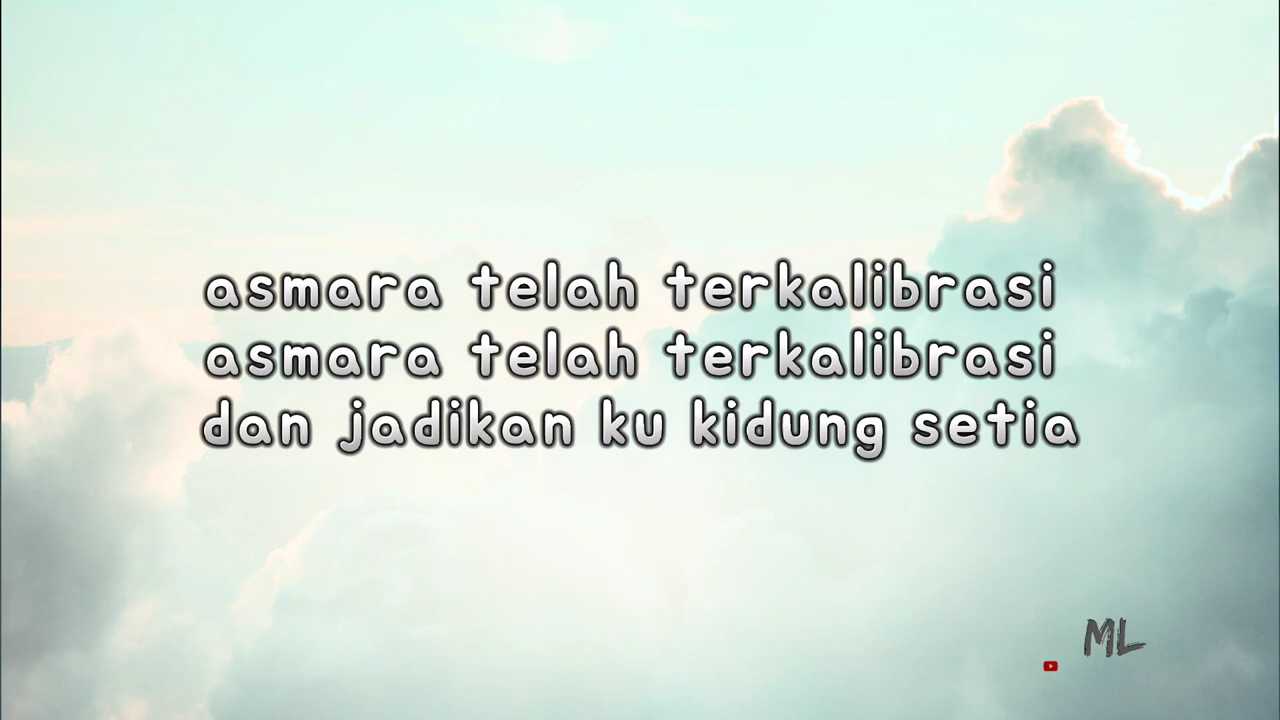 asmara telah terkalibrasi
asmara telah terkalibrasi
dan jadikan ku kidung setia
ML